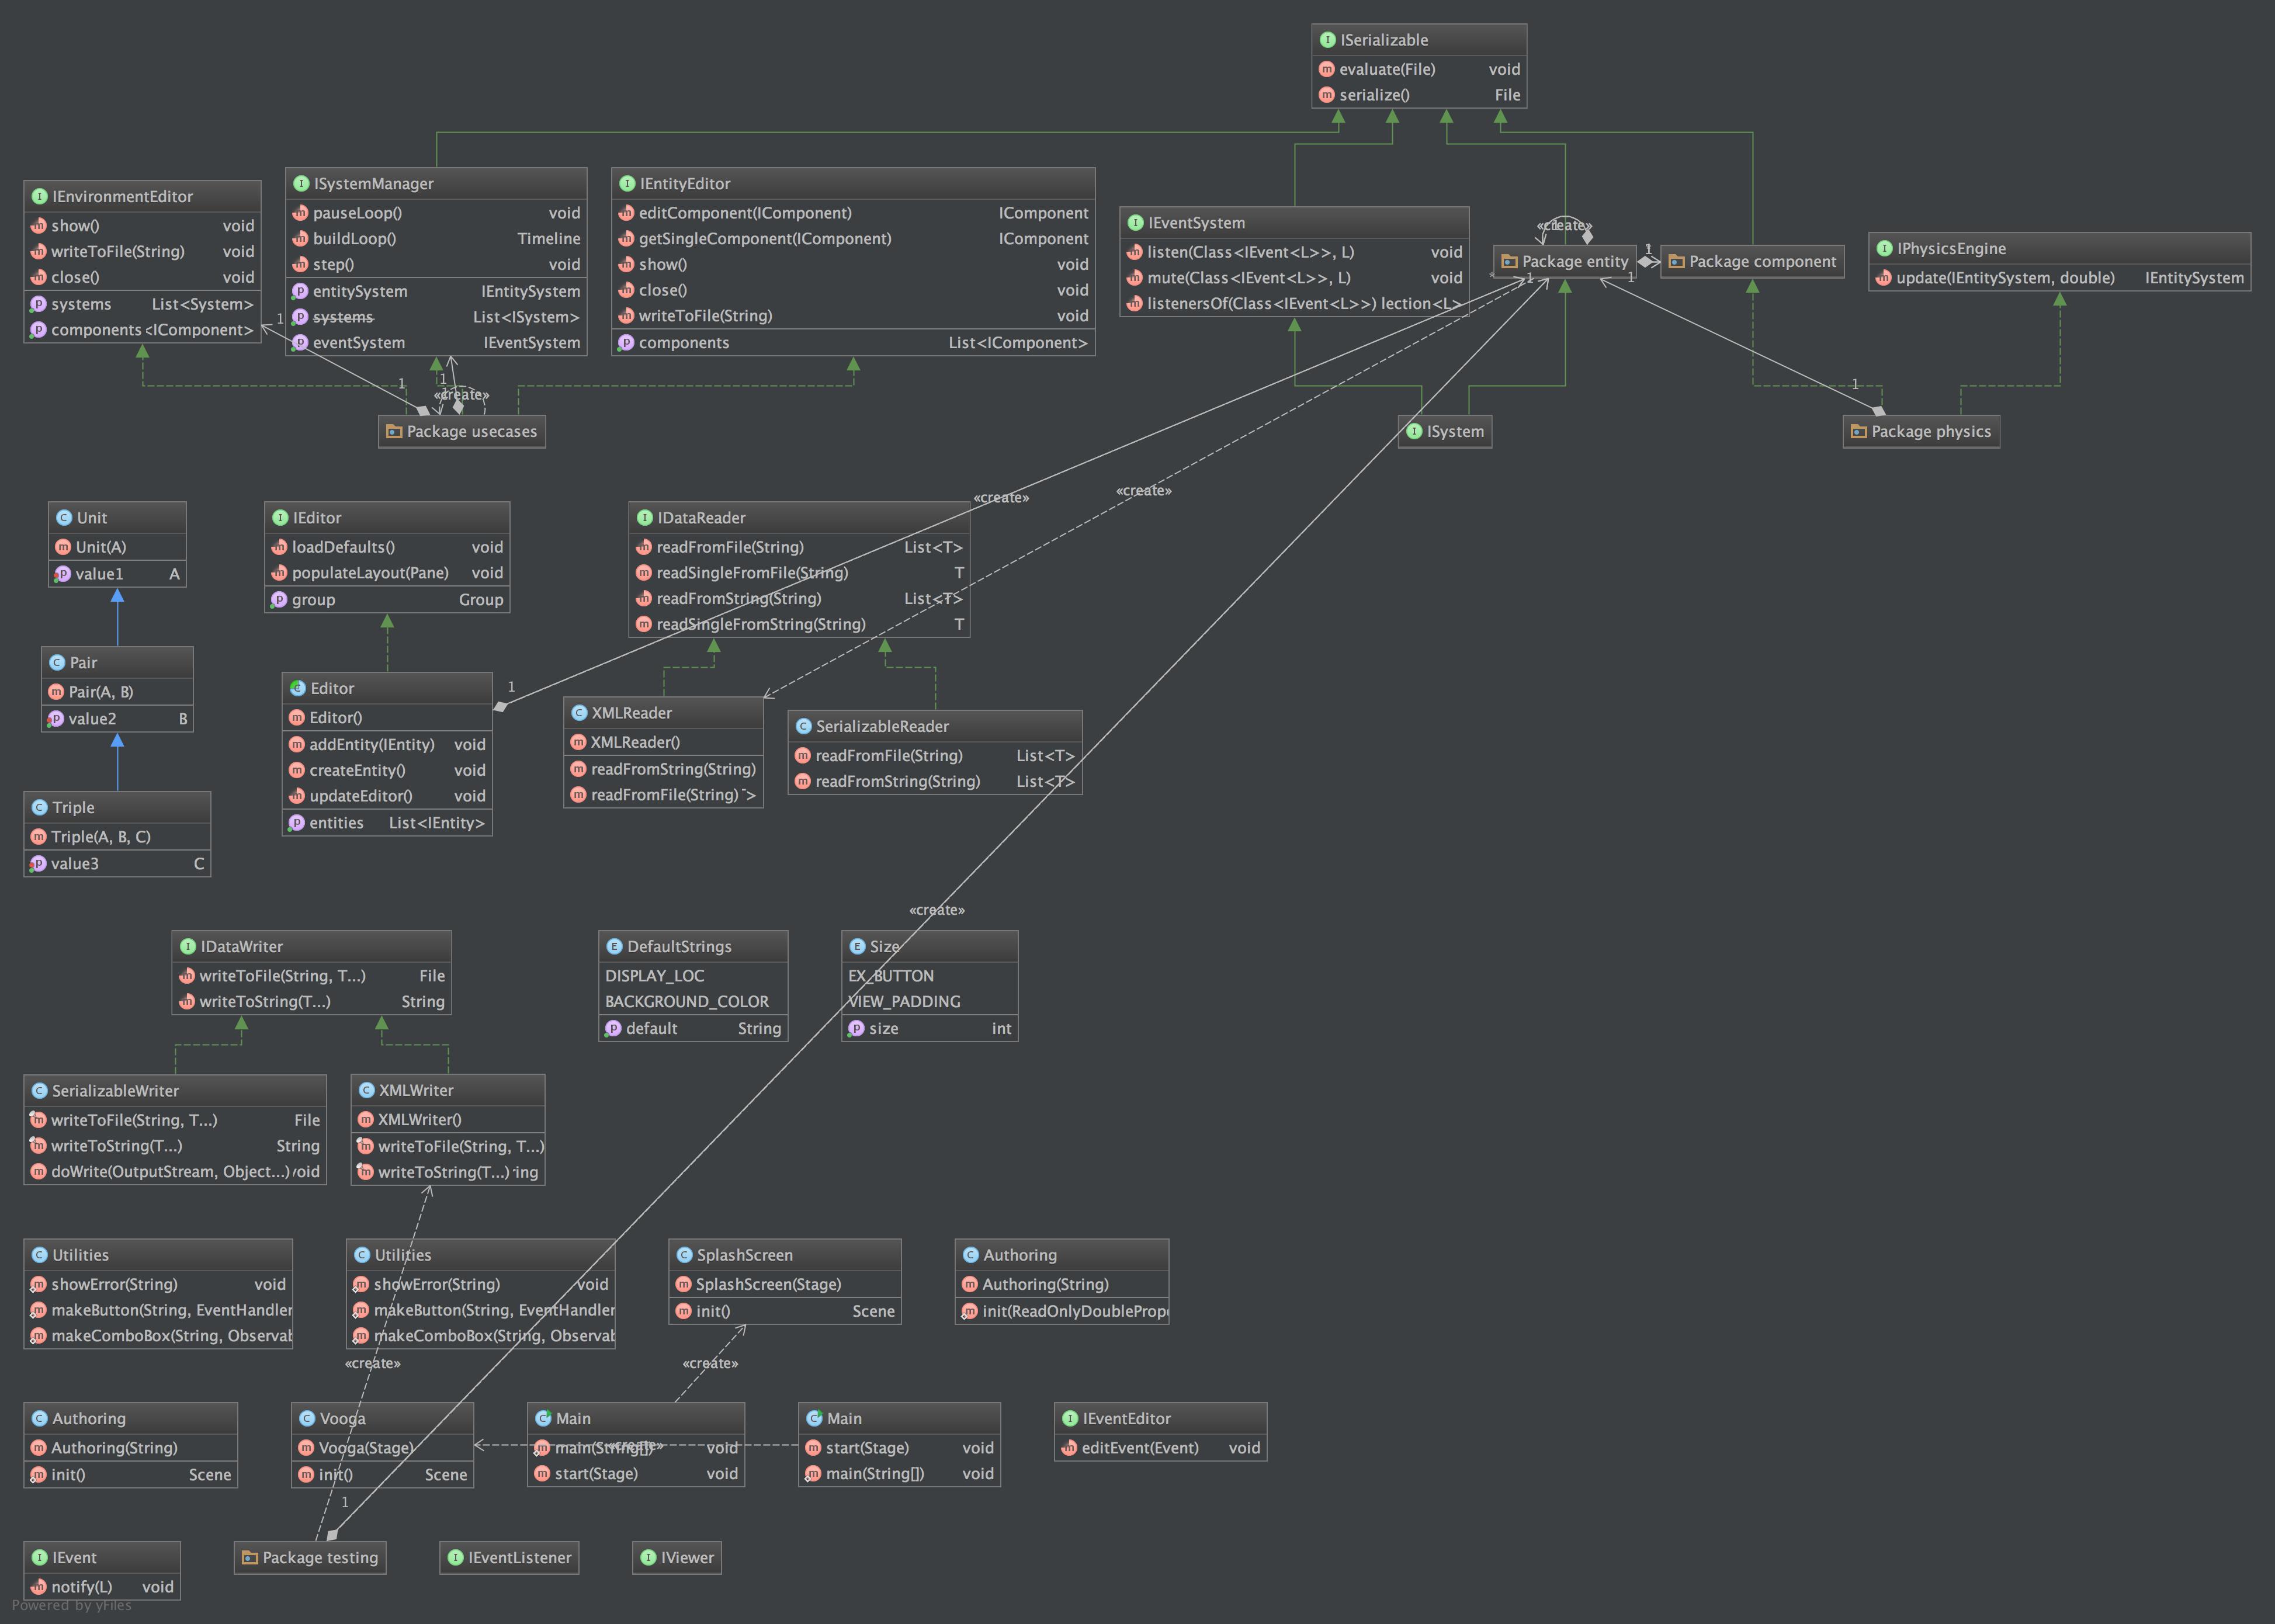 ISerializable
evaluate(File) void
serialize() File
IEnvironmentEditor
show() void
writeToFile(String) void
close() void
systems List<System>
components <IComponent>
ISystemManager
pauseLoop() void
buildLoop() Timeline
step() void
entitySystem IEntitySystem
systems List<ISystem>
eventSystem IEventSystem
IEntityEditor
editComponent(IComponent) IComponent
getSingleComponent(IComponent) IComponent
show() void
close() void
writeToFile(String) void
components List<IComponent>
IEventSystem
listen(Class<IEvent<L>>, L) void
mute(Class<IEvent<L>>, L) void
listenersOf(Class<IEvent<L>>) lection<L>
«create»
Package entity
1
Package component
IPhysicsEngine
update(IEntitySystem, double) IEntitySystem
* 1 1
1
1 1
1
«create»
1
Package usecases
ISystem
1
Package physics
«create»
«create»
Unit
Unit(A)
value1 A
IEditor
loadDefaults() void
populateLayout(Pane) void
group Group
IDataReader
readFromFile(String) List<T>
readSingleFromFile(String) T
readFromString(String) List<T>
readSingleFromString(String) T
Pair
Pair(A, B)
value2 B
Editor
Editor()
addEntity(IEntity) void
createEntity() void
updateEditor() void
entities List<IEntity>
1
XMLReader
XMLReader()
readFromString(String)
readFromFile(String) >
SerializableReader
readFromFile(String) List<T>
readFromString(String) List<T>
Triple
Triple(A, B, C)
value3 C
«create»
IDataWriter
writeToFile(String, T...) File
writeToString(T...) String
DefaultStrings
DISPLAY_LOC
BACKGROUND_COLOR
default String
Size
EX_BUTTON
VIEW_PADDING
size int
SerializableWriter
writeToFile(String, T...) File
writeToString(T...) String
doWrite(OutputStream, Object...) void
XMLWriter
XMLWriter()
writeToFile(String, T...)
writeToString(T...) ing
Utilities
showError(String) void
makeButton(String, EventHandler
makeComboBox(String, Observab
Utilities
showError(String) void
makeButton(String, EventHandler
makeComboBox(String, Observab
SplashScreen
SplashScreen(Stage)
init() Scene
Authoring
Authoring(String)
init(ReadOnlyDoublePrope
«create»
«create»
Authoring
Authoring(String)
init() Scene
Vooga
Vooga(Stage)
init() Scene
Main
main(String[]) void
start(Stage) void
«create»
Main
start(Stage) void
main(String[]) void
IEventEditor
editEvent(Event) void
1
IEvent
notify(L) void
Package testing
IEventListener
IViewer
Powered by yFiles